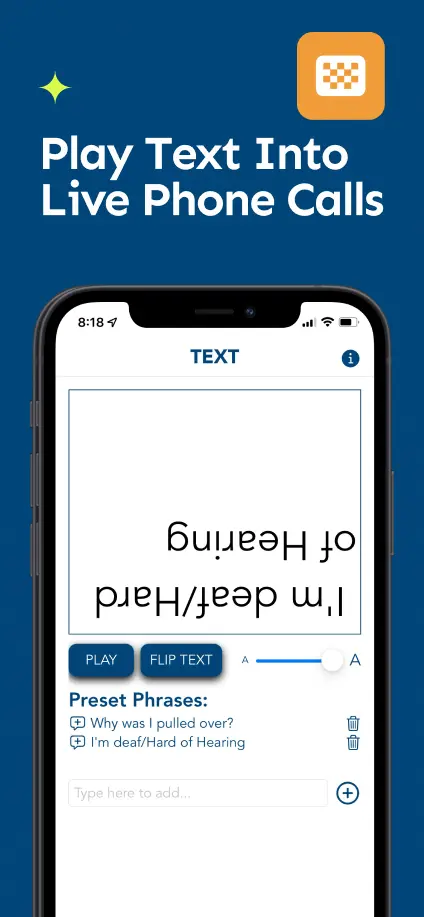 Play Text Into
Live Phone Calls
8:18
TEXT
I'm deaf/Hard
of Hearing
PLAY
FLIP TEXT
A
A
Preset Phrases:
Why was I pulled over?
I'm deaf/Hard of Hearing
Type here to add...